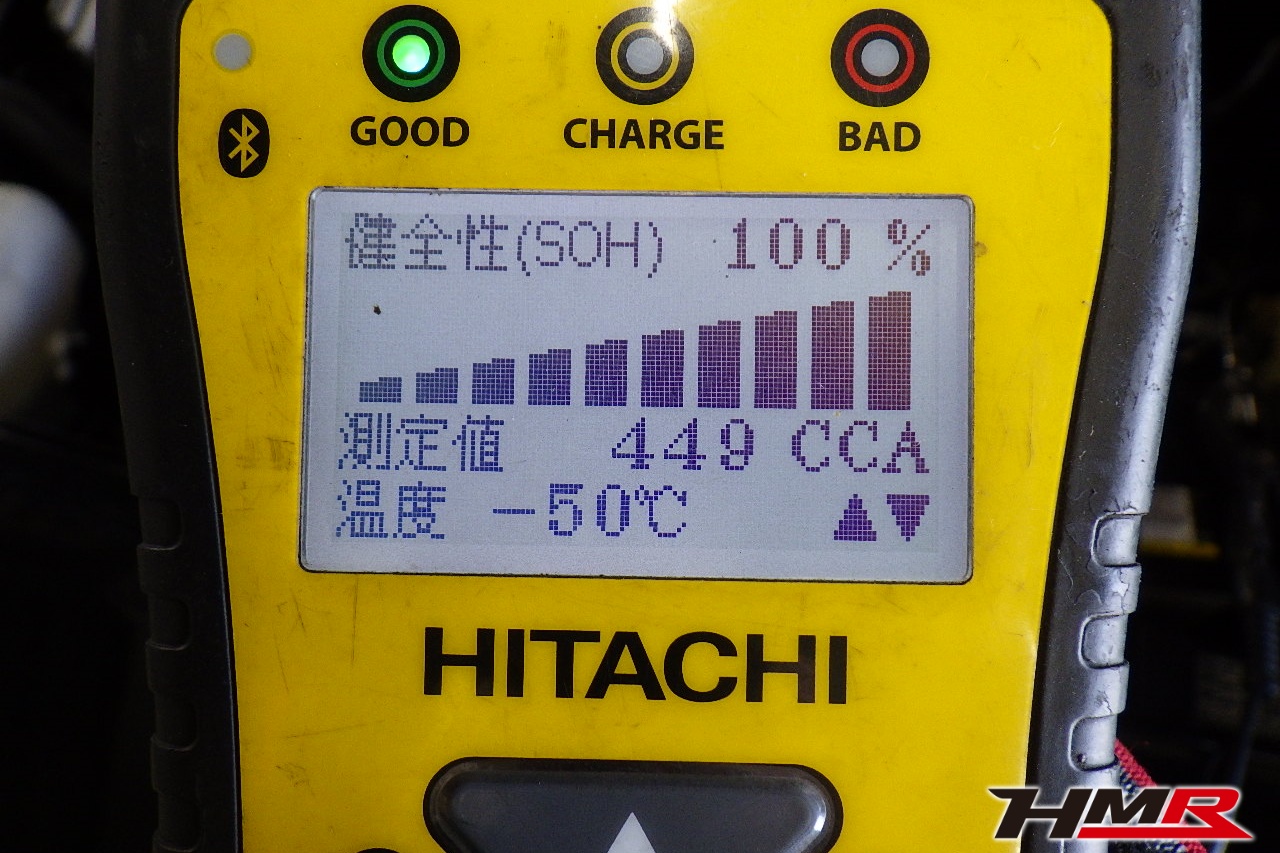 GOOD CHARGE BAD
健全性(SOH) 100 %
測定値 449 CCA
温度 -50℃ ▲▼
HITACHI
HMR